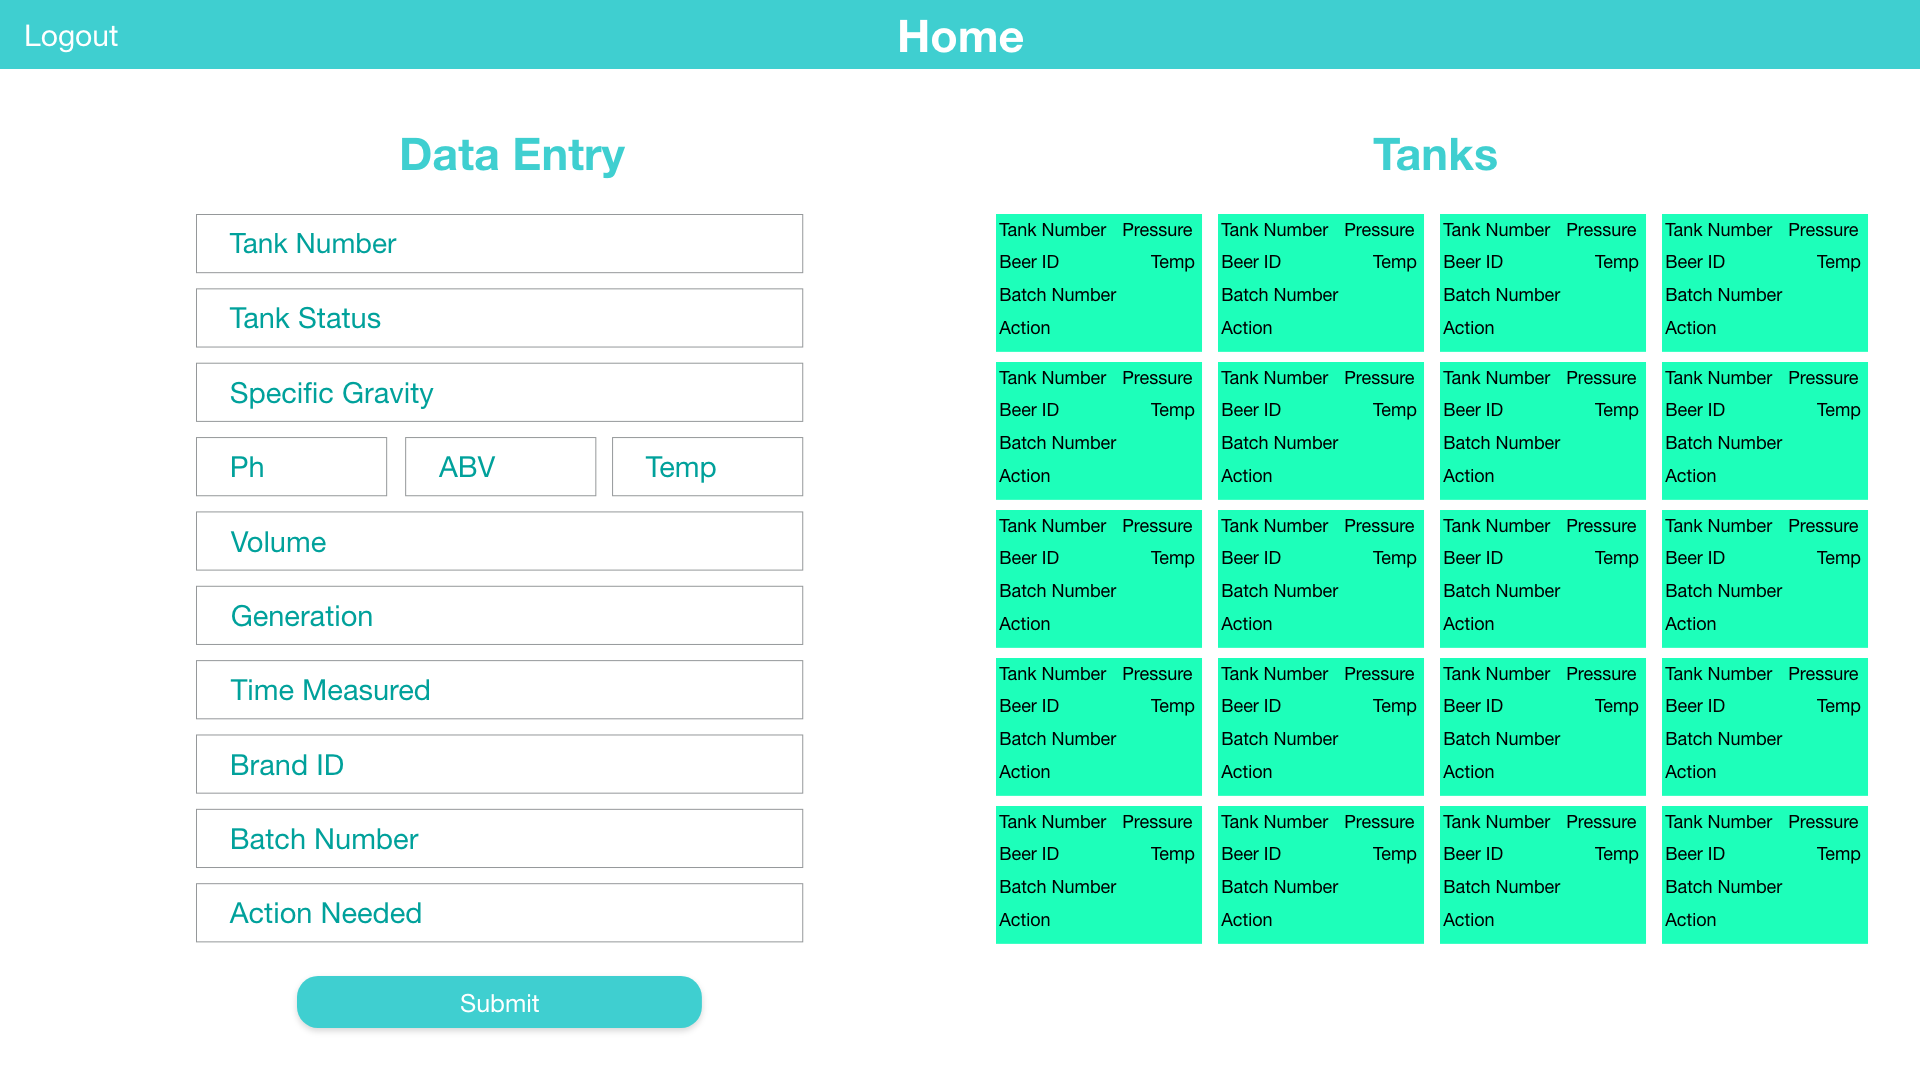 Logout
Home
Data Entry
Tank Number
Tank Status
Specific Gravity
Ph ABV Temp
Volume
Generation
Time Measured
Brand ID
Batch Number
Action Needed
Submit
Tanks
Tank Number Pressure Tank Number Pressure Tank Number Pressure Tank Number Pressure
Beer ID Temp Beer ID Temp Beer ID Temp Beer ID Temp
Batch Number Batch Number Batch Number Batch Number
Action Action Action Action
Tank Number Pressure Tank Number Pressure Tank Number Pressure Tank Number Pressure
Beer ID Temp Beer ID Temp Beer ID Temp Beer ID Temp
Batch Number Batch Number Batch Number Batch Number
Action Action Action Action
Tank Number Pressure Tank Number Pressure Tank Number Pressure Tank Number Pressure
Beer ID Temp Beer ID Temp Beer ID Temp Beer ID Temp
Batch Number Batch Number Batch Number Batch Number
Action Action Action Action
Tank Number Pressure Tank Number Pressure Tank Number Pressure Tank Number Pressure
Beer ID Temp Beer ID Temp Beer ID Temp Beer ID Temp
Batch Number Batch Number Batch Number Batch Number
Action Action Action Action
Tank Number Pressure Tank Number Pressure Tank Number Pressure Tank Number Pressure
Beer ID Temp Beer ID Temp Beer ID Temp Beer ID Temp
Batch Number Batch Number Batch Number Batch Number
Action Action Action Action